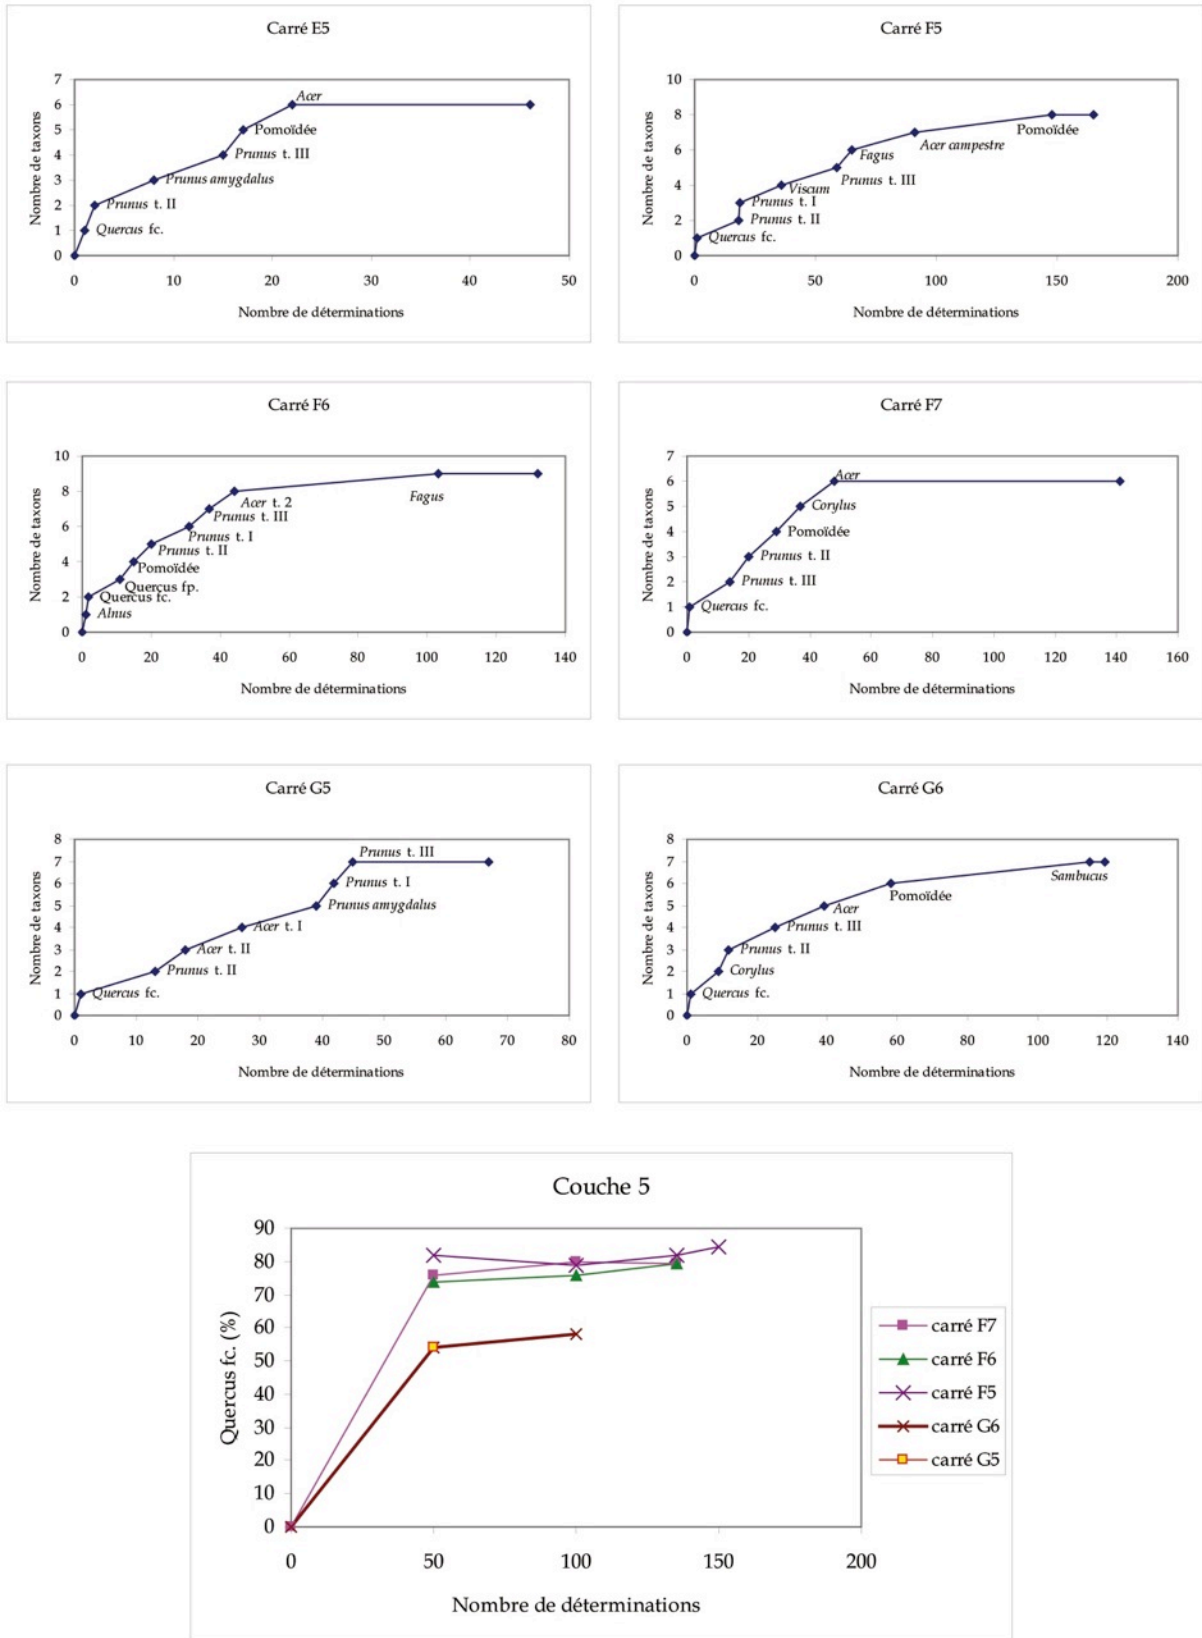 Carré E5
Nombre de taxons
7
6
5
4
3
2
1
0
Acer
Pomoïdée
Prunus t. III
Prunus amygdalus
Prunus t. II
Quercus fc.
0 10 20 30 40 50
Nombre de déterminations
Carré F5
Nombre de taxons
10
8
6
4
2
0
Pomoïdée
Acer campestre
Fagus
Prunus t. III
Viscum
Prunus t. I
Prunus t. II
Quercus fc.
0 50 100 150 200
Nombre de déterminations
Carré F6
Nombre de taxons
10
8
6
4
2
0
Fagus
Acer t. 2
Prunus t. III
Prunus t. I
Prunus t. II
Pomoïdée
Quercus fp.
Quercus fc.
Alnus
0 20 40 60 80 100 120 140
Nombre de déterminations
Carré F7
Nombre de taxons
7
6
5
4
3
2
1
0
Acer
Corylus
Pomoïdée
Prunus t. II
Prunus t. III
Quercus fc.
0 20 40 60 80 100 120 140 160
Nombre de déterminations
Carré G5
Nombre de taxons
8
7
6
5
4
3
2
1
0
Prunus t. III
Prunus t. I
Prunus amygdalus
Acer t. I
Acer t. II
Prunus t. II
Quercus fc.
0 10 20 30 40 50 60 70 80
Nombre de déterminations
Carré G6
Nombre de taxons
8
7
6
5
4
3
2
1
0
Sambucus
Pomoïdée
Acer
Prunus t. III
Prunus t. II
Corylus
Quercus fc.
0 20 40 60 80 100 120 140
Nombre de déterminations
Couche 5
Quercus fc. (%)
90
80
70
60
50
40
30
20
10
0
0 50 100 150 200
Nombre de déterminations
carré F7
carré F6
carré F5
carré G6
carré G5